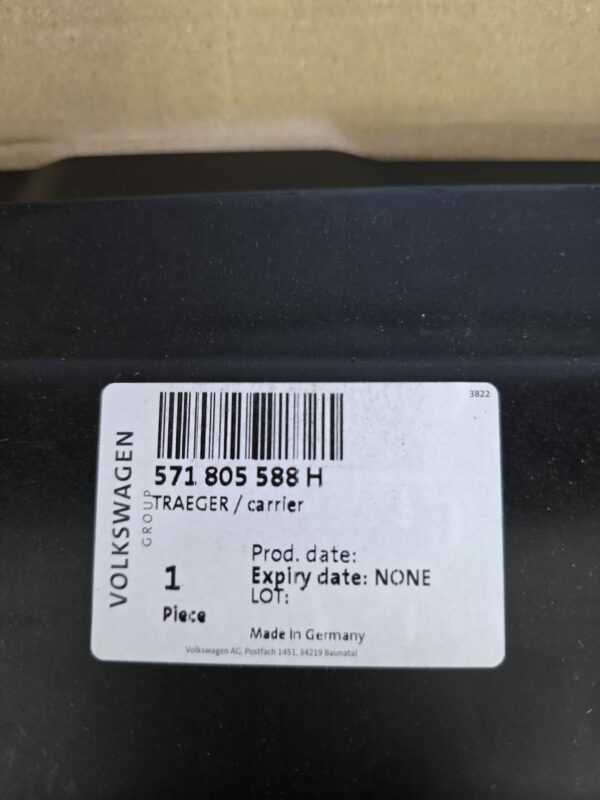 3822
VOLKSWAGEN
GROUP
571 805 588 H
TRAEGER / carrier
Prod. date:
1
Expiry date: NONE
LOT:
Piece
Made In Germany
Volkswagen AG, Postfach 1451, 34219 Baunatal